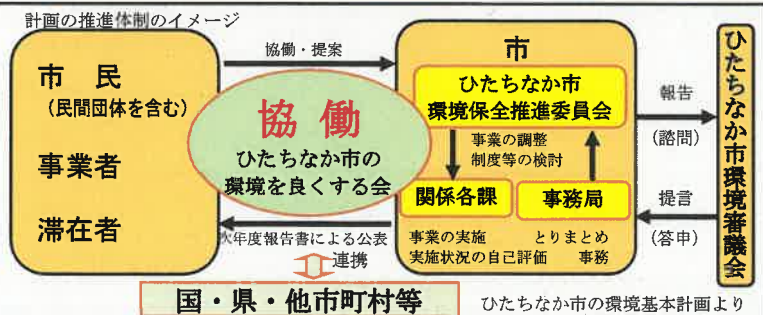 計画の推進体制のイメージ
市民
(民間団体を含む)
事業者
滞在者
協働・提案
協働
ひたちなか市の
環境を良くする会
次年度報告書による公表
連携
国・県・他市町村等
市
ひたちなか市
環境保全推進委員会
事業の調整
制度等の検討
関係各課
事務局
事業の実施
実施状況の自己評価
とりまとめ
事務
報告
(諮問)
提言
(答申)
ひたちなか市環境審議会
ひたちなか市の環境基本計画より